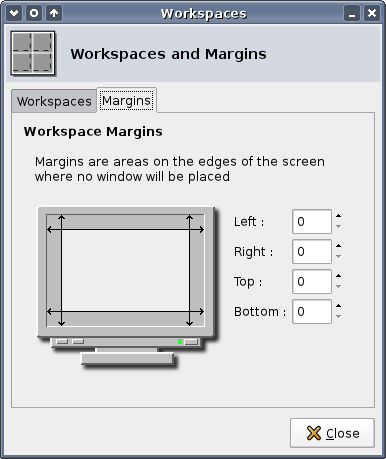 Workspaces
Workspaces and Margins
Workspaces Margins
Workspace Margins
Margins are areas on the edges of the screen
where no window will be placed
Left : 0
Right : 0
Top : 0
Bottom : 0
Close